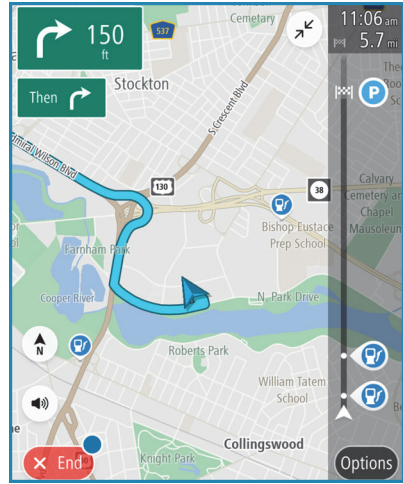 150
ft
Then
537
Cemetery
11:06 am
5.7 mi
Stockton
S Crescent Blvd
P
Admiral Wilson Blvd
130
38
Calvary
Cemetery
Chapel
Mausoleum
Bishop Eustace
Prep School
Farnham Park
Cooper River
N. Park Drive
N
Roberts Park
William Tatem
School
Collingswood
Knight Park
End
Options